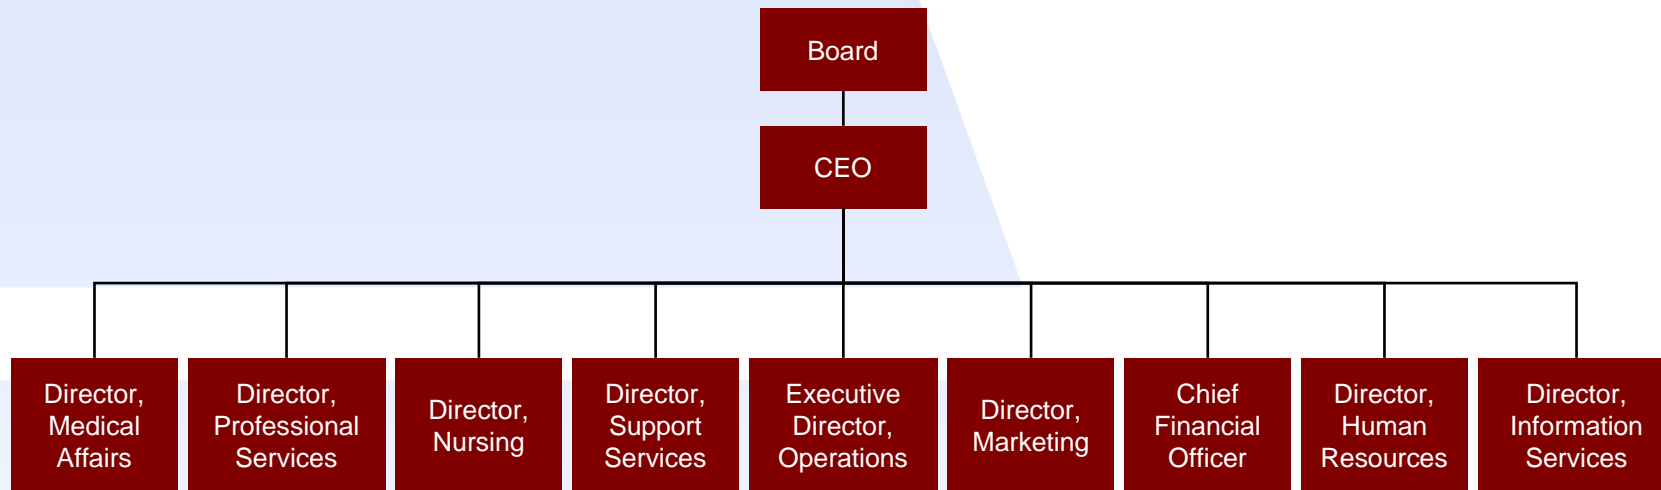 Board
CEO
Director,
Medical
Affairs
Director,
Professional
Services
Director,
Nursing
Director,
Support
Services
Executive
Director,
Operations
Director,
Marketing
Chief
Financial
Officer
Director,
Human
Resources
Director,
Information
Services